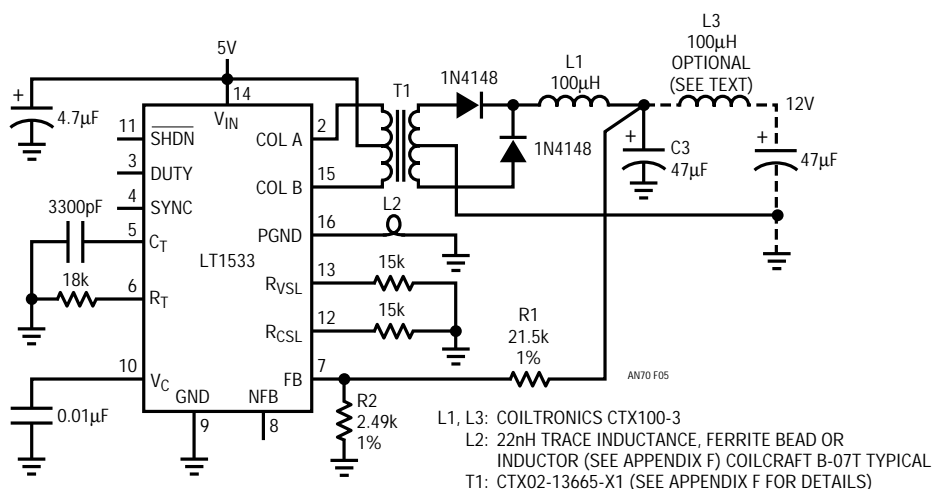 5V
14
V_IN
+
4.7µF
11
SHDN
3
DUTY
4
SYNC
3300pF
5
C_T
18k
6
R_T
10
V_C
0.01µF
GND
9
NFB
8
LT1533
COL A
2
COL B
15
PGND
16
R_VSL
13
R_CSL
12
FB
7
T1
1N4148
1N4148
L1
100µH
L3
100µH
OPTIONAL
(SEE TEXT)
12V
+
C3
47µF
+
47µF
L2
15k
15k
R1
21.5k
1%
R2
2.49k
1%
AN70 F05
L1, L3: COILTRONICS CTX100-3
L2: 22nH TRACE INDUCTANCE, FERRITE BEAD OR
INDUCTOR (SEE APPENDIX F) COILCRAFT B-07T TYPICAL
T1: CTX02-13665-X1 (SEE APPENDIX F FOR DETAILS)